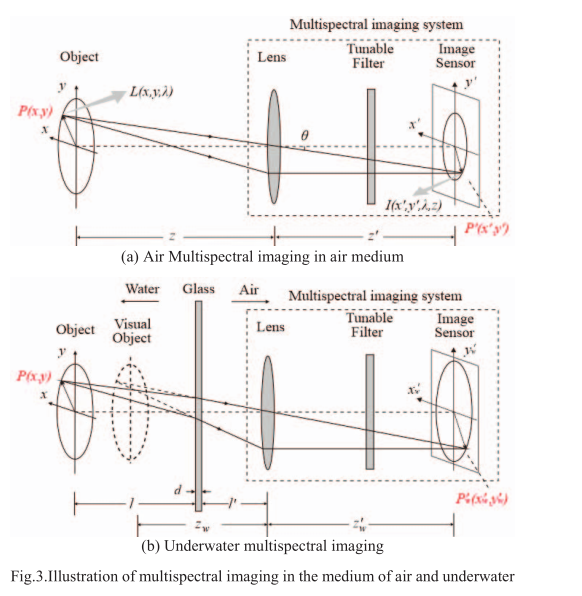 Multispectral imaging system
Object
Lens
Tunable
Filter
Image
Sensor
y
L(x,y,λ)
y'
P(x,y)
x
θ
x'
I(x',y',λ,z)
P'(x',y')
z
z'
(a) Air Multispectral imaging in air medium
Water
Glass
Air
Multispectral imaging system
Object
Visual
Object
Lens
Tunable
Filter
Image
Sensor
y
y'w
P(x,y)
x
x'w
d
l
l'
P'w(x'w,y'w)
zw
z'w
(b) Underwater multispectral imaging
Fig.3.Illustration of multispectral imaging in the medium of air and underwater